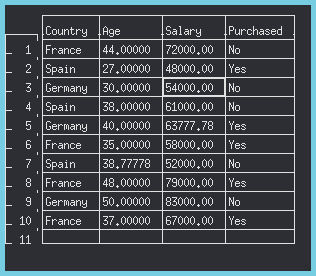 Country Age Salary Purchased
1 France 44.00000 72000.00 No
2 Spain 27.00000 48000.00 Yes
3 Germany 30.00000 54000.00 No
4 Spain 38.00000 61000.00 No
5 Germany 40.00000 63777.78 Yes
6 France 35.00000 58000.00 Yes
7 Spain 38.77778 52000.00 No
8 France 48.00000 79000.00 Yes
9 Germany 50.00000 83000.00 No
10 France 37.00000 67000.00 Yes
11